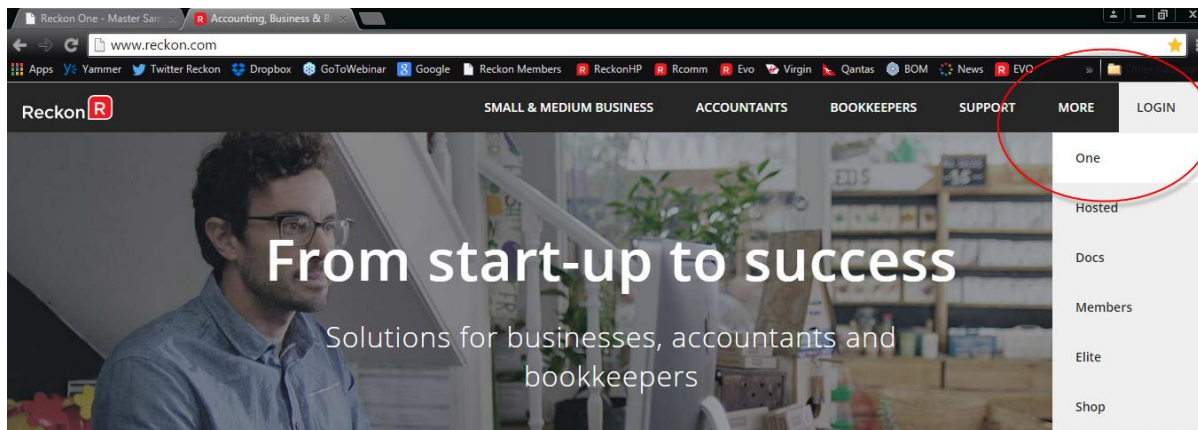 Reckon One - Master Sam
Accounting, Business & B
www.reckon.com
Apps Yammer Twitter Reckon Dropbox GoToWebinar Google Reckon Members ReckonHP Rcomm Evo Virgin Qantas BOM News EVO »
Reckon R SMALL & MEDIUM BUSINESS ACCOUNTANTS BOOKKEEPERS SUPPORT MORE LOGIN
One
Hosted
Docs
Members
Elite
Shop
From start-up to success
Solutions for businesses, accountants and
bookkeepers